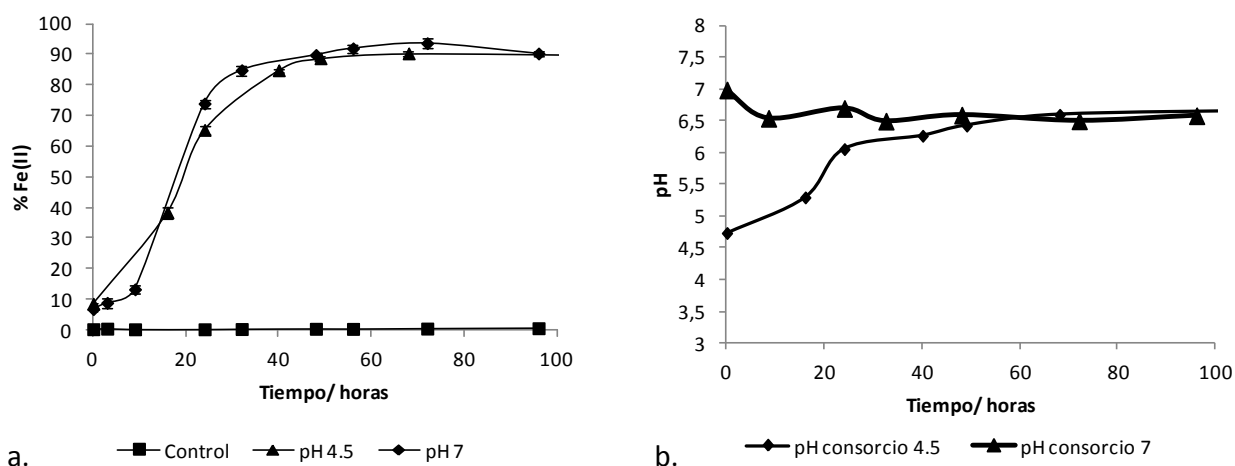 100
90
80
70
60
50
40
30
20
10
0
% Fe(II)
0 20 40 60 80 100
Tiempo/ horas
Control pH 4.5 pH 7
a.
8
7,5
7
6,5
6
5,5
5
4,5
4
3,5
3
pH
0 20 40 60 80 100
Tiempo/ horas
pH consorcio 4.5 pH consorcio 7
b.